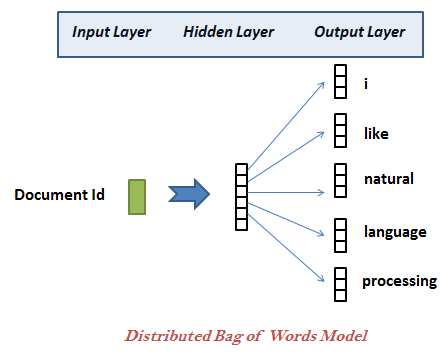 Input Layer Hidden Layer Output Layer
i
like
natural
Document Id
language
processing
Distributed Bag of Words Model